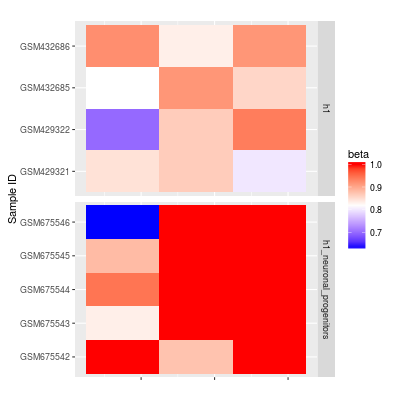 GSM432686
GSM432685
GSM429322
GSM429321
h1
GSM675546
GSM675545
GSM675544
GSM675543
GSM675542
h1_neuronal_progenitors
Sample ID
beta
1.0
0.9
0.8
0.7